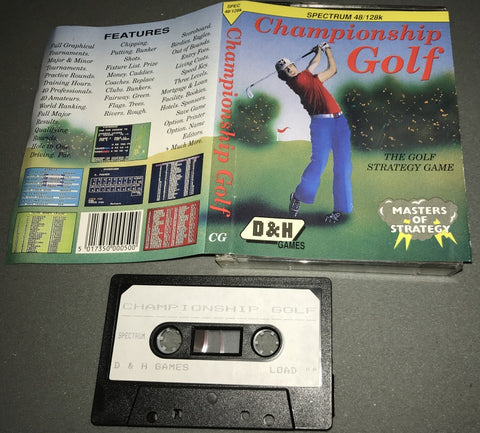 FEATURES
Full Graphical
Tournaments.
Major & Minor
Tournaments.
Practice Rounds.
Training Hours.
40 Amateurs.
World Ranking.
Full Major
Results.
Qualifying
Rounds.
Hole in One
Driving. Par.
Chipping.
Putting. Bunker
Shots.
Fixture List. Prize
Money. Caddies.
Coaches. Replace
Clubs. Bunkers.
Fairway. Green.
Flags. Trees.
Rivers. Rough.
Scoreboard.
Birdies. Eagles.
Out of Bounds.
Entry Fees.
Living Costs.
Speed Key.
Three Levels.
Mortgage & Loan
Facility. Bookies.
Hotels. Sponsors.
Save Game
Option. Printer
Option. Name
Editors.
+ Much More.
5 017350 000500
SPEC
48/128K
Championship Golf
CG
SPECTRUM 48/128k
Championship
Golf
THE GOLF
STRATEGY GAME
D&H
GAMES
MASTERS
OF
STRATEGY
CHAMPIONSHIP GOLF
SPECTRUM
D & H GAMES
LOAD ""